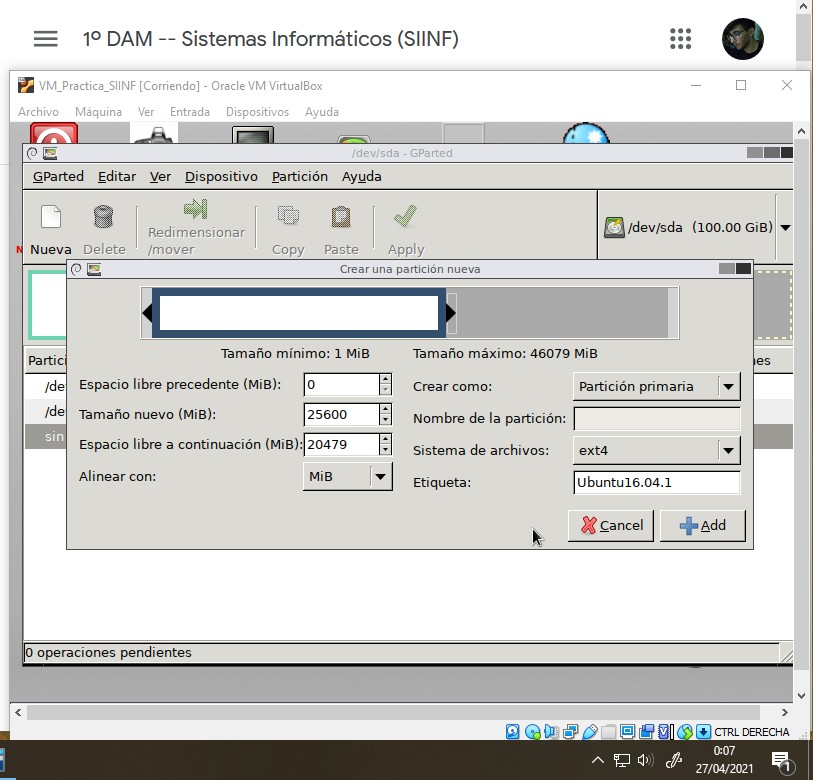 1º DAM -- Sistemas Informáticos (SIINF)
VM_Practica_SIINF [Corriendo] - Oracle VM VirtualBox
Archivo Máquina Ver Entrada Dispositivos Ayuda
/dev/sda - GParted
GParted Editar Ver Dispositivo Partición Ayuda
Nueva Delete Redimensionar /mover Copy Paste Apply /dev/sda (100.00 GiB)
Crear una partición nueva
Tamaño mínimo: 1 MiB Tamaño máximo: 46079 MiB
Partici
nes
/de
/de
sin
Espacio libre precedente (MiB): 0 Crear como: Partición primaria
Tamaño nuevo (MiB): 25600 Nombre de la partición:
Espacio libre a continuación (MiB): 20479 Sistema de archivos: ext4
Alinear con: MiB Etiqueta: Ubuntu16.04.1
Cancel Add
0 operaciones pendientes
CTRL DERECHA
0:07
27/04/2021
1